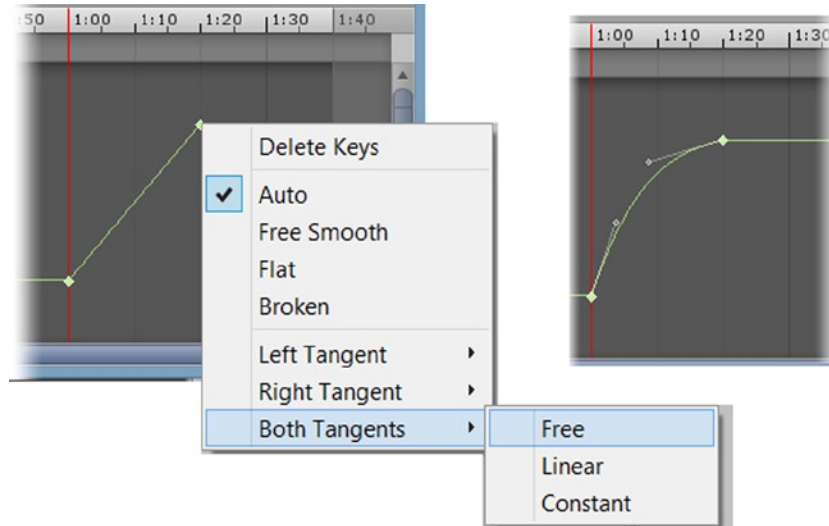 :50 1:00 1:10 1:20 1:30 1:40
1:00 1:10 1:20 1:30
Delete Keys
Auto
Free Smooth
Flat
Broken
Left Tangent
Right Tangent
Both Tangents
Free
Linear
Constant